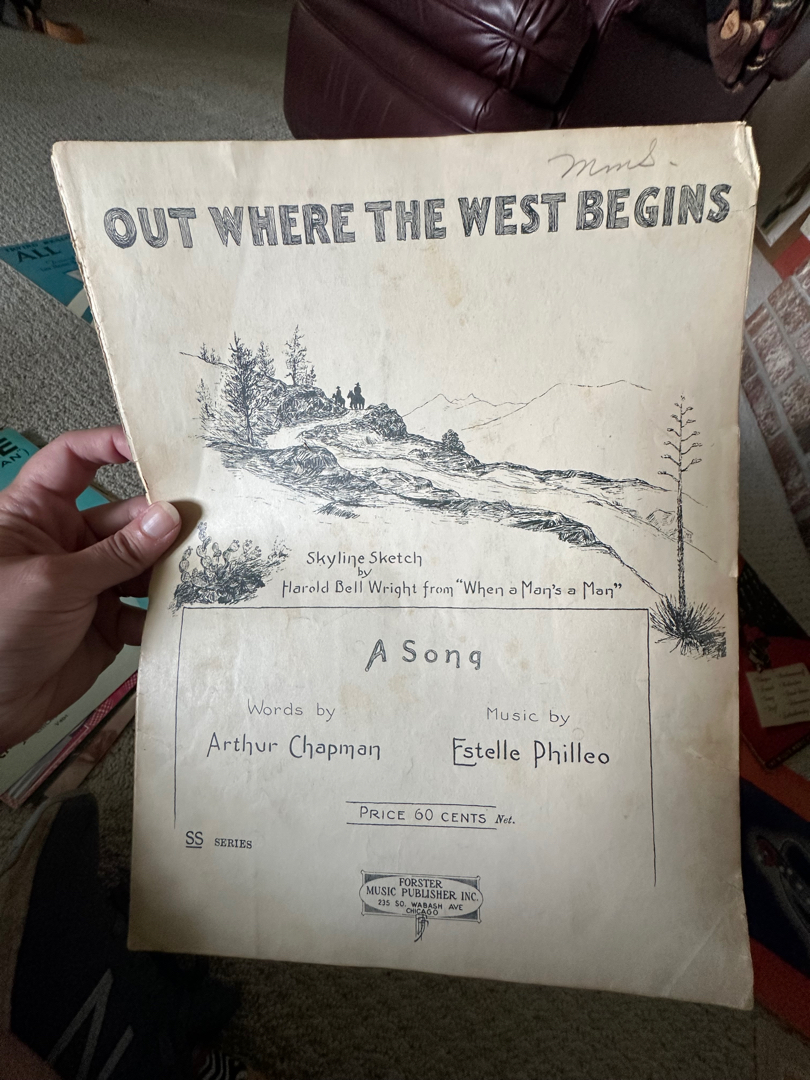 mms.
OUT WHERE THE WEST BEGINS
ALL
Skyline Sketch
by
Harold Bell Wright from "When a Man's a Man"
A Song
Words by
Music by
Arthur Chapman
Estelle Philleo
PRICE 60 CENTS Net.
SS SERIES
FORSTER
MUSIC PUBLISHER INC.
235 SO. WABASH AVE
CHICAGO
E
AN)
N